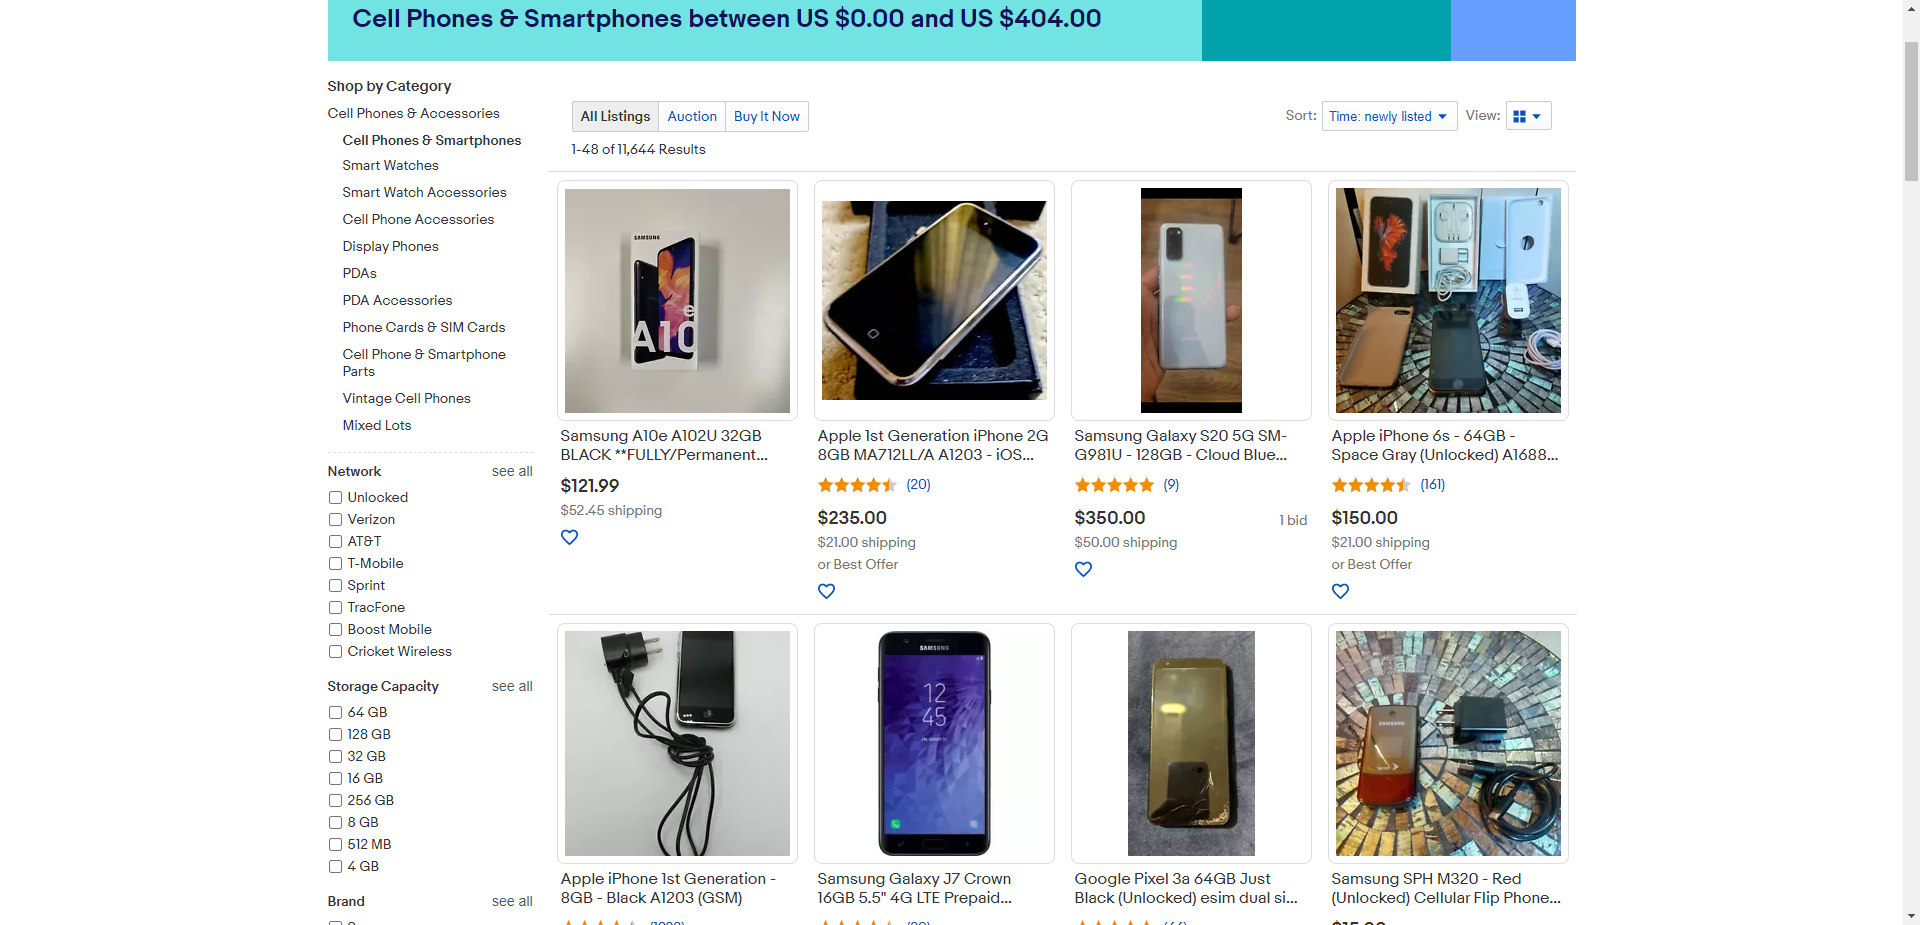 Cell Phones & Smartphones between US $0.00 and US $404.00
Shop by Category
Cell Phones & Accessories
Cell Phones & Smartphones
Smart Watches
Smart Watch Accessories
Cell Phone Accessories
Display Phones
PDAs
PDA Accessories
Phone Cards & SIM Cards
Cell Phone & Smartphone
Parts
Vintage Cell Phones
Mixed Lots
Network see all
Unlocked
Verizon
AT&T
T-Mobile
Sprint
TracFone
Boost Mobile
Cricket Wireless
Storage Capacity see all
64 GB
128 GB
32 GB
16 GB
256 GB
8 GB
512 MB
4 GB
Brand see all
All Listings Auction Buy It Now
Sort: Time: newly listed View:
1-48 of 11,644 Results
SAMSUNG
e
A10
Samsung A10e A102U 32GB
BLACK **FULLY/Permanent...
$121.99
$52.45 shipping
Apple 1st Generation iPhone 2G
8GB MA712LL/A A1203 - iOS...
(20)
$235.00
$21.00 shipping
or Best Offer
Samsung Galaxy S20 5G SM-
G981U - 128GB - Cloud Blue...
(9)
$350.00 1 bid
$50.00 shipping
Apple iPhone 6s - 64GB -
Space Gray (Unlocked) A1688...
(161)
$150.00
$21.00 shipping
or Best Offer
Apple iPhone 1st Generation -
8GB - Black A1203 (GSM)
SAMSUNG
12
45
Samsung Galaxy J7 Crown
16GB 5.5" 4G LTE Prepaid...
Google Pixel 3a 64GB Just
Black (Unlocked) esim dual si...
SAMSUNG
Sprint
Samsung SPH M320 - Red
(Unlocked) Cellular Flip Phone...